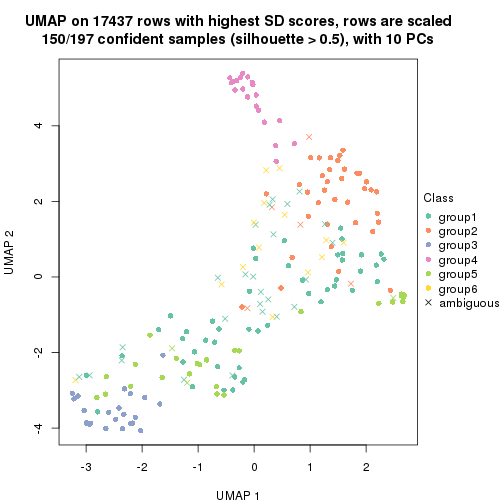 UMAP on 17437 rows with highest SD scores, rows are scaled
150/197 confident samples (silhouette > 0.5), with 10 PCs
4
2
0
-2
-4
UMAP 2
-3
-2
-1
0
1
2
UMAP 1
Class
group1
group2
group3
group4
group5
group6
ambiguous